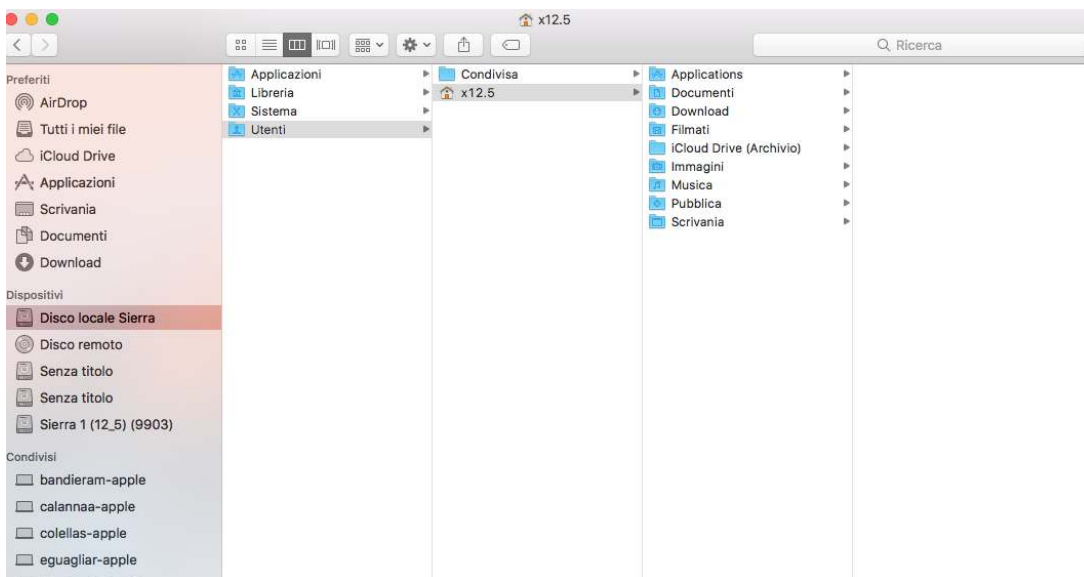 x12.5
Ricerca
Preferiti
AirDrop
Tutti i miei file
iCloud Drive
Applicazioni
Scrivania
Documenti
Download
Dispositivi
Disco locale Sierra
Disco remoto
Senza titolo
Senza titolo
Sierra 1 (12_5) (9903)
Condivisi
bandieram-apple
calannaa-apple
colellas-apple
eguagliar-apple
Applicazioni
Libreria
Sistema
Utenti
Condivisa
x12.5
Applications
Documenti
Download
Filmati
iCloud Drive (Archivio)
Immagini
Musica
Pubblica
Scrivania